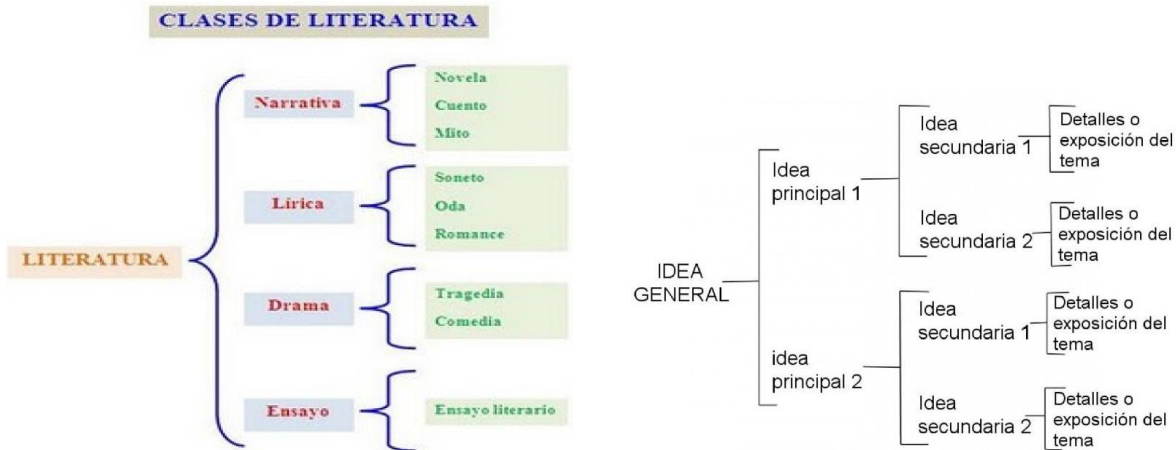 CLASES DE LITERATURA
LITERATURA
Narrativa
Novela
Cuento
Mito
Lírica
Soneto
Oda
Romance
Drama
Tragedia
Comedia
Ensayo
Ensayo literario
IDEA
GENERAL
Idea
principal 1
Idea
secundaria 1
Detalles o
exposición del
tema
Idea
secundaria 2
Detalles o
exposición del
tema
idea
principal 2
Idea
secundaria 1
Detalles o
exposición del
tema
Idea
secundaria 2
Detalles o
exposición del
tema